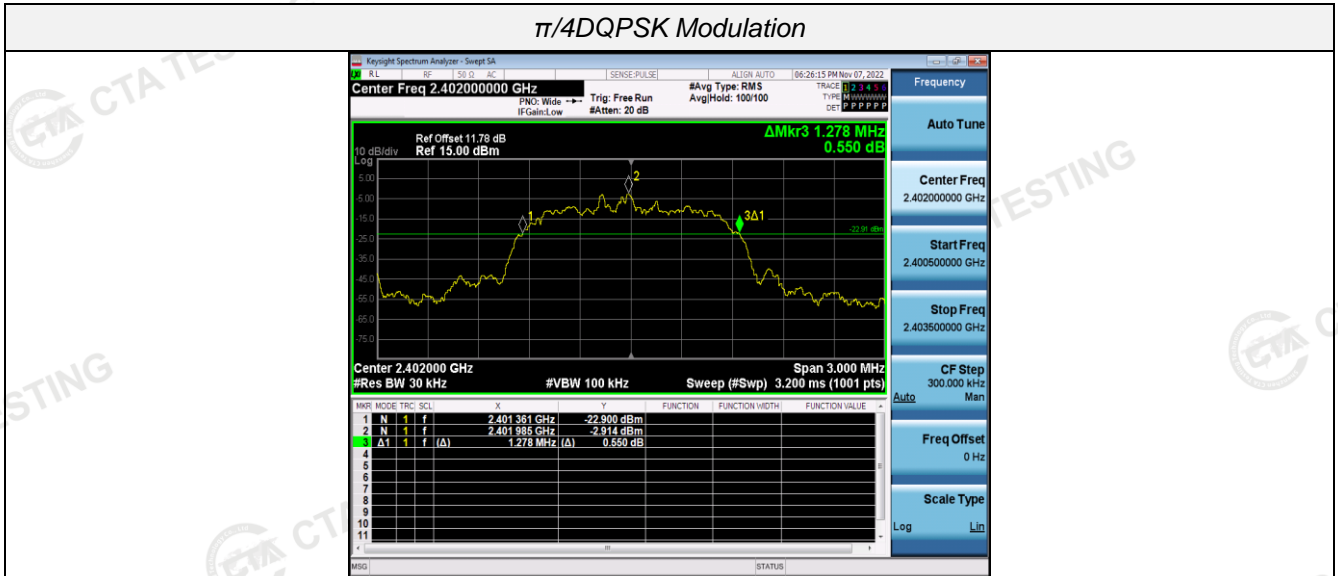 π/4DQPSK Modulation
CTA TESTING
Keysight Spectrum Analyzer - Swept SA
RL RF 50 Ω AC SENSE:PULSE ALIGN AUTO 06:26:15 PM Nov 07, 2022
Center Freq 2.402000000 GHz #Avg Type: RMS TRACE 1 2 3 4 5 6
PNO: Wide Trig: Free Run Avg|Hold: 100/100 TYPE M WWWWW
IFGain:Low #Atten: 20 dB DET P P P P P P
ΔMkr3 1.278 MHz
0.550 dB
Ref Offset 11.78 dB
10 dB/div Ref 15.00 dBm
Log
5.00
-5.00
-15.0
-25.0
-35.0
-45.0
-55.0
-65.0
-75.0
1
2
3Δ1
-22.91 dBm
Center 2.402000 GHz Span 3.000 MHz
#Res BW 30 kHz #VBW 100 kHz Sweep (#Swp) 3.200 ms (1001 pts)
MKR MODE TRC SCL X Y FUNCTION FUNCTION WIDTH FUNCTION VALUE
1 N 1 f 2.401 361 GHz -22.900 dBm
2 N 1 f 2.401 985 GHz -2.914 dBm
3 Δ1 1 f (Δ) 1.278 MHz (Δ) 0.550 dB
4
5
6
7
8
9
10
11
MSG STATUS
Frequency
Auto Tune
Center Freq
2.402000000 GHz
Start Freq
2.400500000 GHz
Stop Freq
2.403500000 GHz
CF Step
300.000 kHz
Auto Man
Freq Offset
0 Hz
Scale Type
Log Lin
TESTING
STING
CTA
C